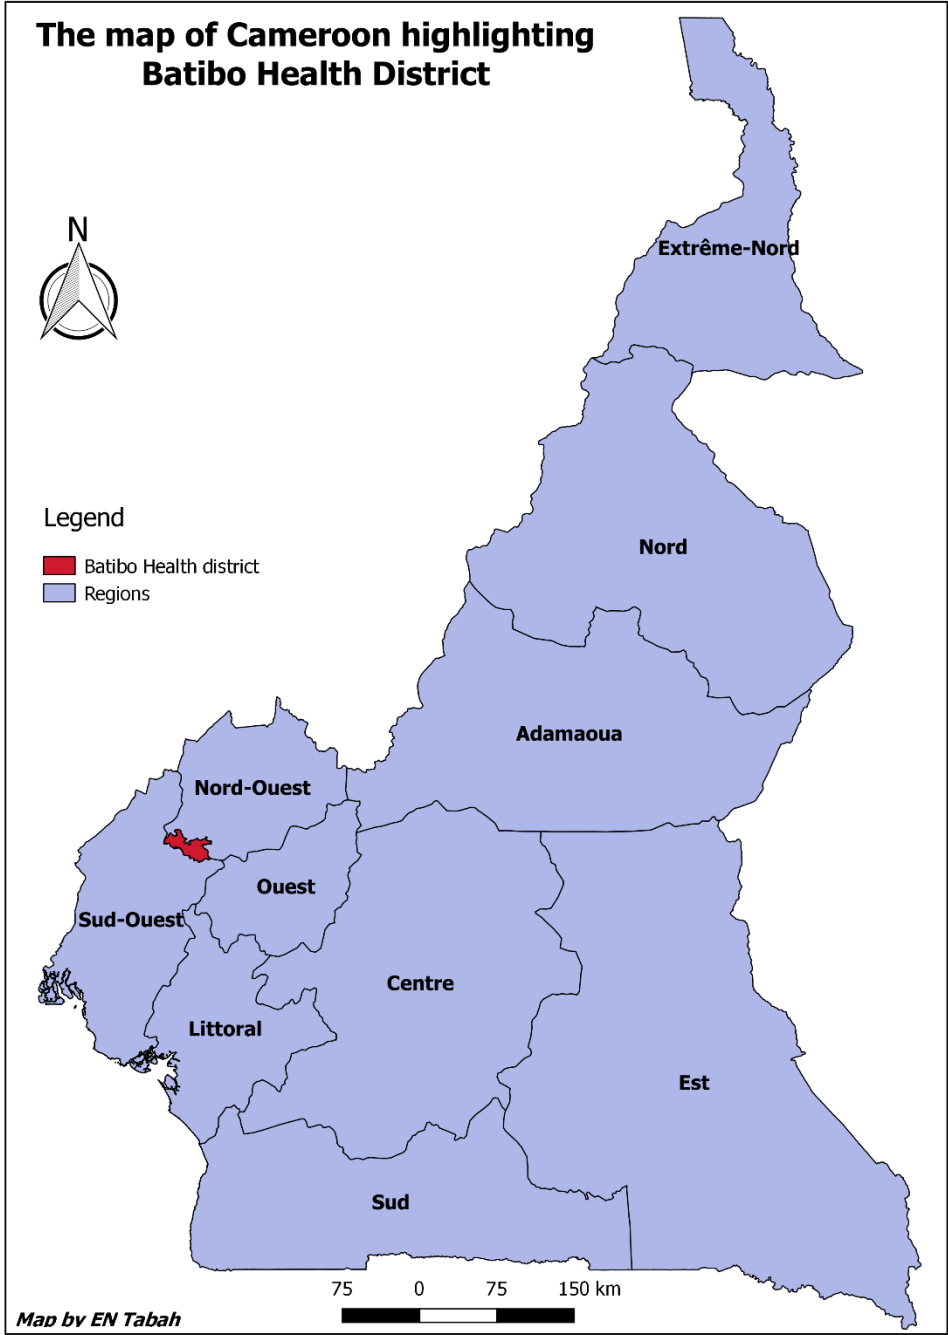 The map of Cameroon highlighting
Batibo Health District
N
Extrême-Nord
Legend
Batibo Health district
Regions
Nord
Adamaoua
Nord-Ouest
Ouest
Sud-Ouest
Centre
Littoral
Est
Sud
75 0 75 150 km
Map by EN Tabah